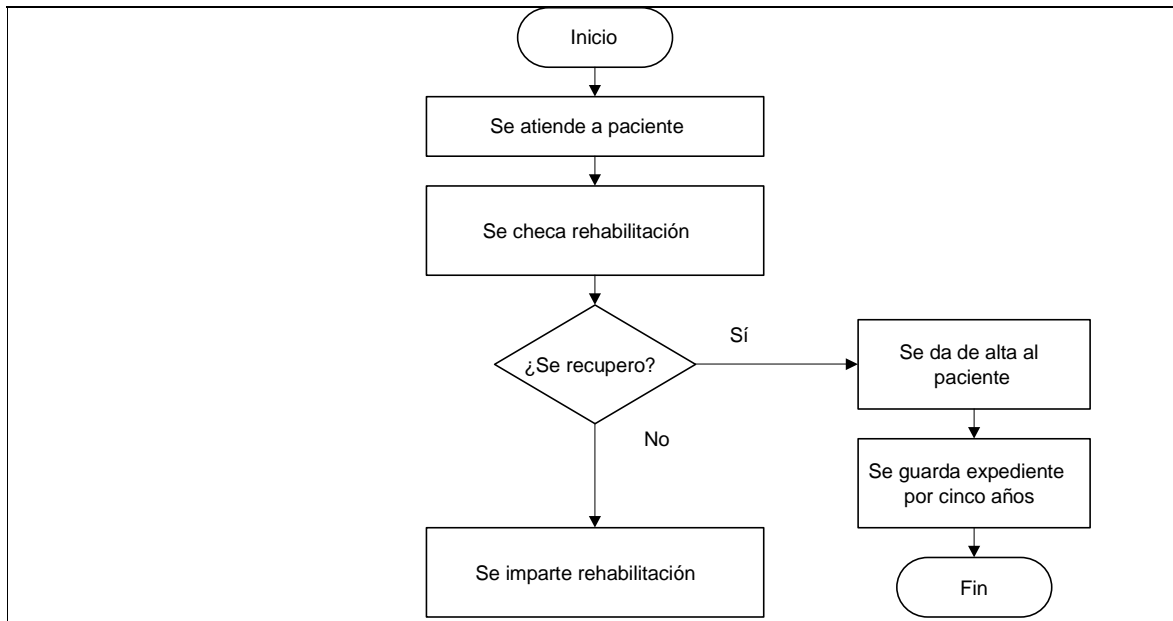 Inicio
Se atiende a paciente
Se checa rehabilitación
¿Se recupero?
Sí
Se da de alta al
paciente
No
Se guarda expediente
por cinco años
Se imparte rehabilitación
Fin